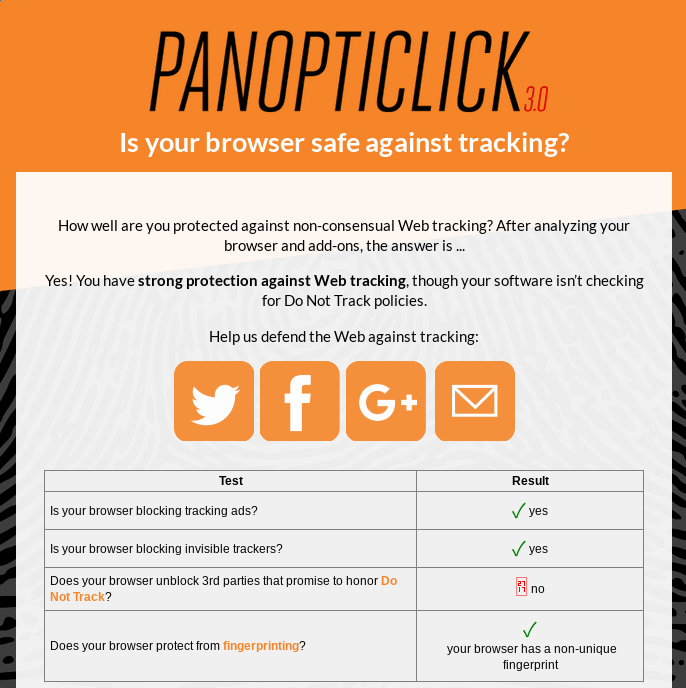 PANOPTICLICK 3.0
Is your browser safe against tracking?
How well are you protected against non-consensual Web tracking? After analyzing your
browser and add-ons, the answer is ...
Yes! You have strong protection against Web tracking, though your software isn't checking
for Do Not Track policies.
Help us defend the Web against tracking:
Test Result
Is your browser blocking tracking ads? ✓ yes
Is your browser blocking invisible trackers? ✓ yes
Does your browser unblock 3rd parties that promise to honor Do
Not Track? no
Does your browser protect from fingerprinting? ✓
your browser has a non-unique
fingerprint